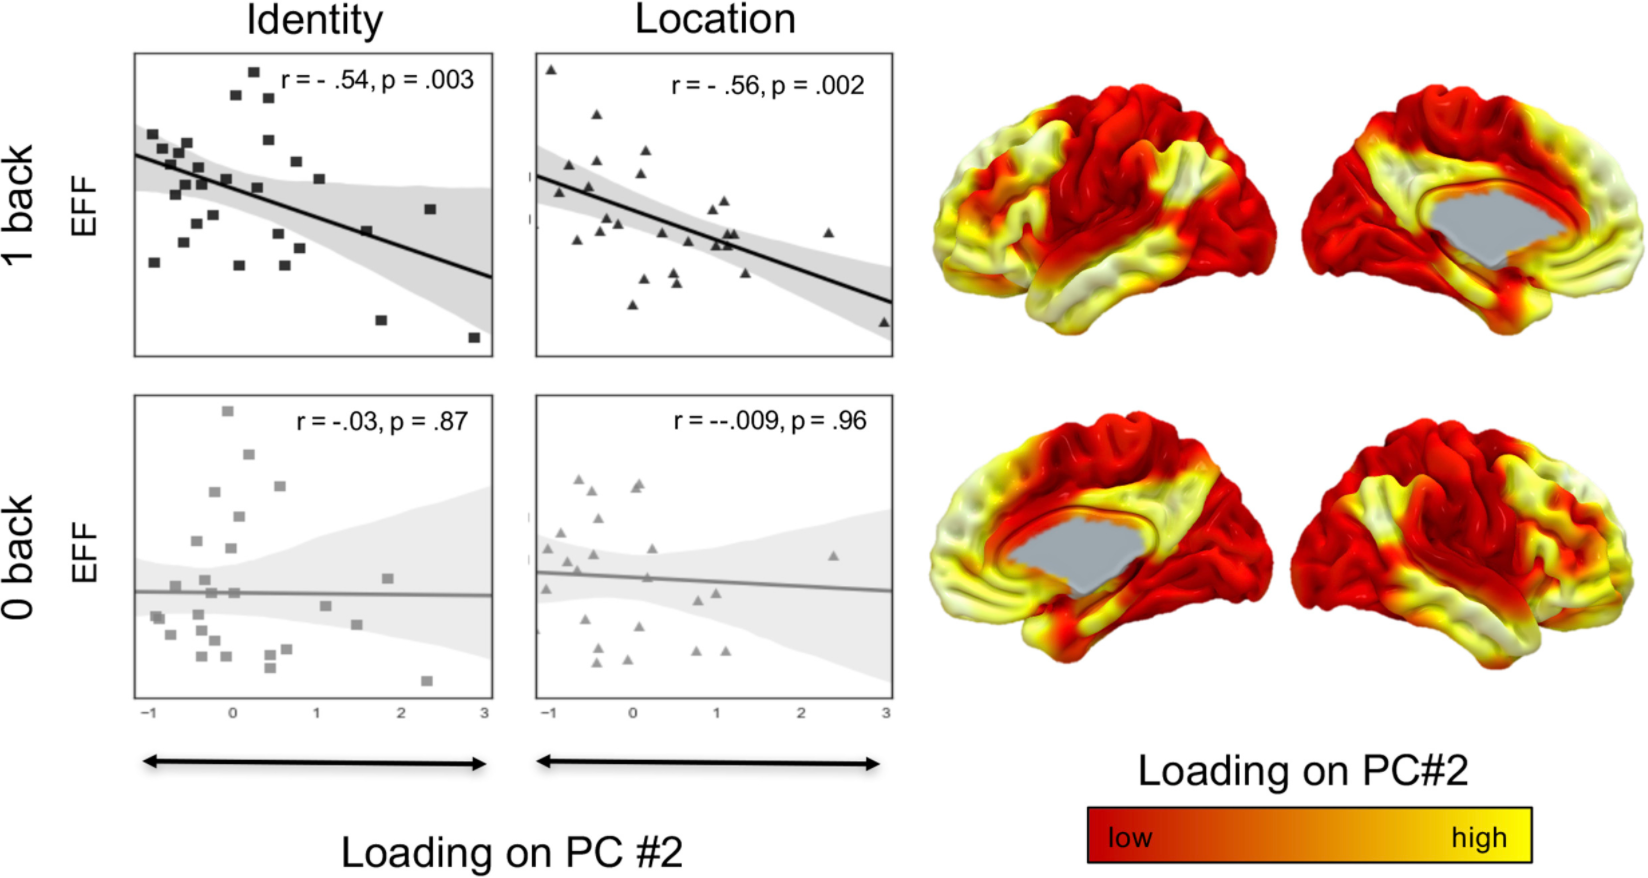 Identity
Location
1 back
EFF
r = - .54, p = .003
r = - .56, p = .002
0 back
EFF
r = -.03, p = .87
r = --.009, p = .96
−1 0 1 2 3
−1 0 1 2 3
Loading on PC #2
Loading on PC#2
low high